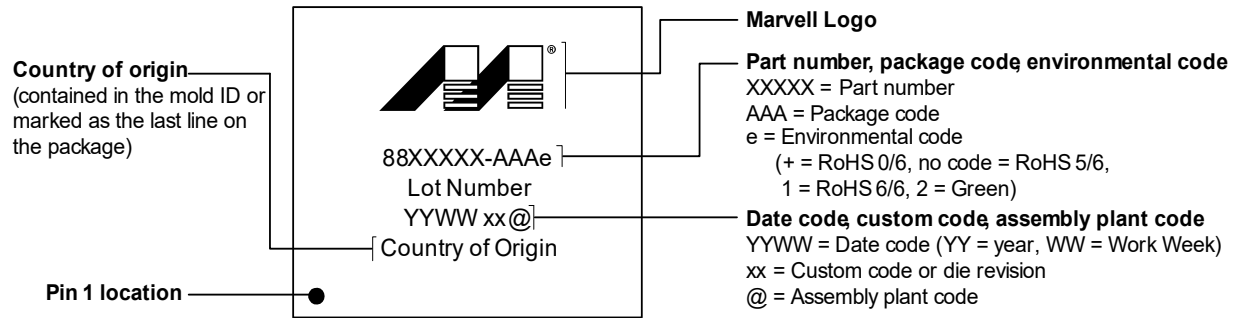 Marvell Logo
Country of origin
(contained in the mold ID or
marked as the last line on
the package)
®
Part number, package code, environmental code
XXXXX = Part number
AAA = Package code
e = Environmental code
(+ = RoHS 0/6, no code = RoHS 5/6,
1 = RoHS 6/6, 2 = Green)
88XXXXX-AAAe
Lot Number
YYWW xx@
Country of Origin
Date code, custom code, assembly plant code
YYWW = Date code (YY = year, WW = Work Week)
xx = Custom code or die revision
@ = Assembly plant code
Pin 1 location